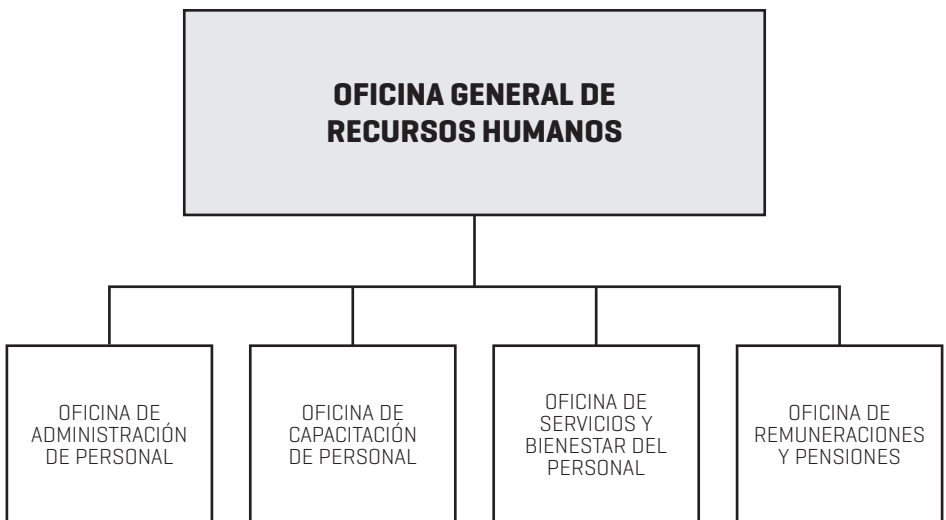 OFICINA GENERAL DE
RECURSOS HUMANOS
OFICINA DE
ADMINISTRACIÓN
DE PERSONAL
OFICINA DE
CAPACITACIÓN
DE PERSONAL
OFICINA DE
SERVICIOS Y
BIENESTAR DEL
PERSONAL
OFICINA DE
REMUNERACIONES
Y PENSIONES